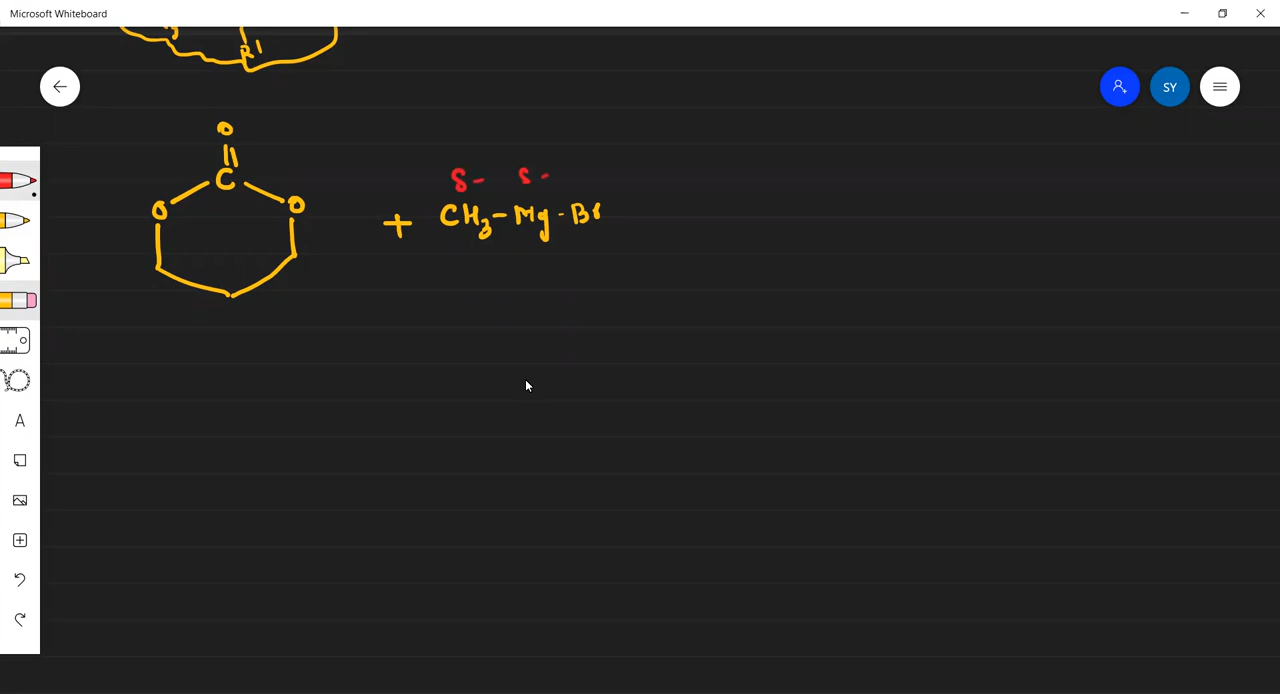 Microsoft Whiteboard
R'
SY
O
C
O O
δ- δ-
+ CH3-Mg-Br
A